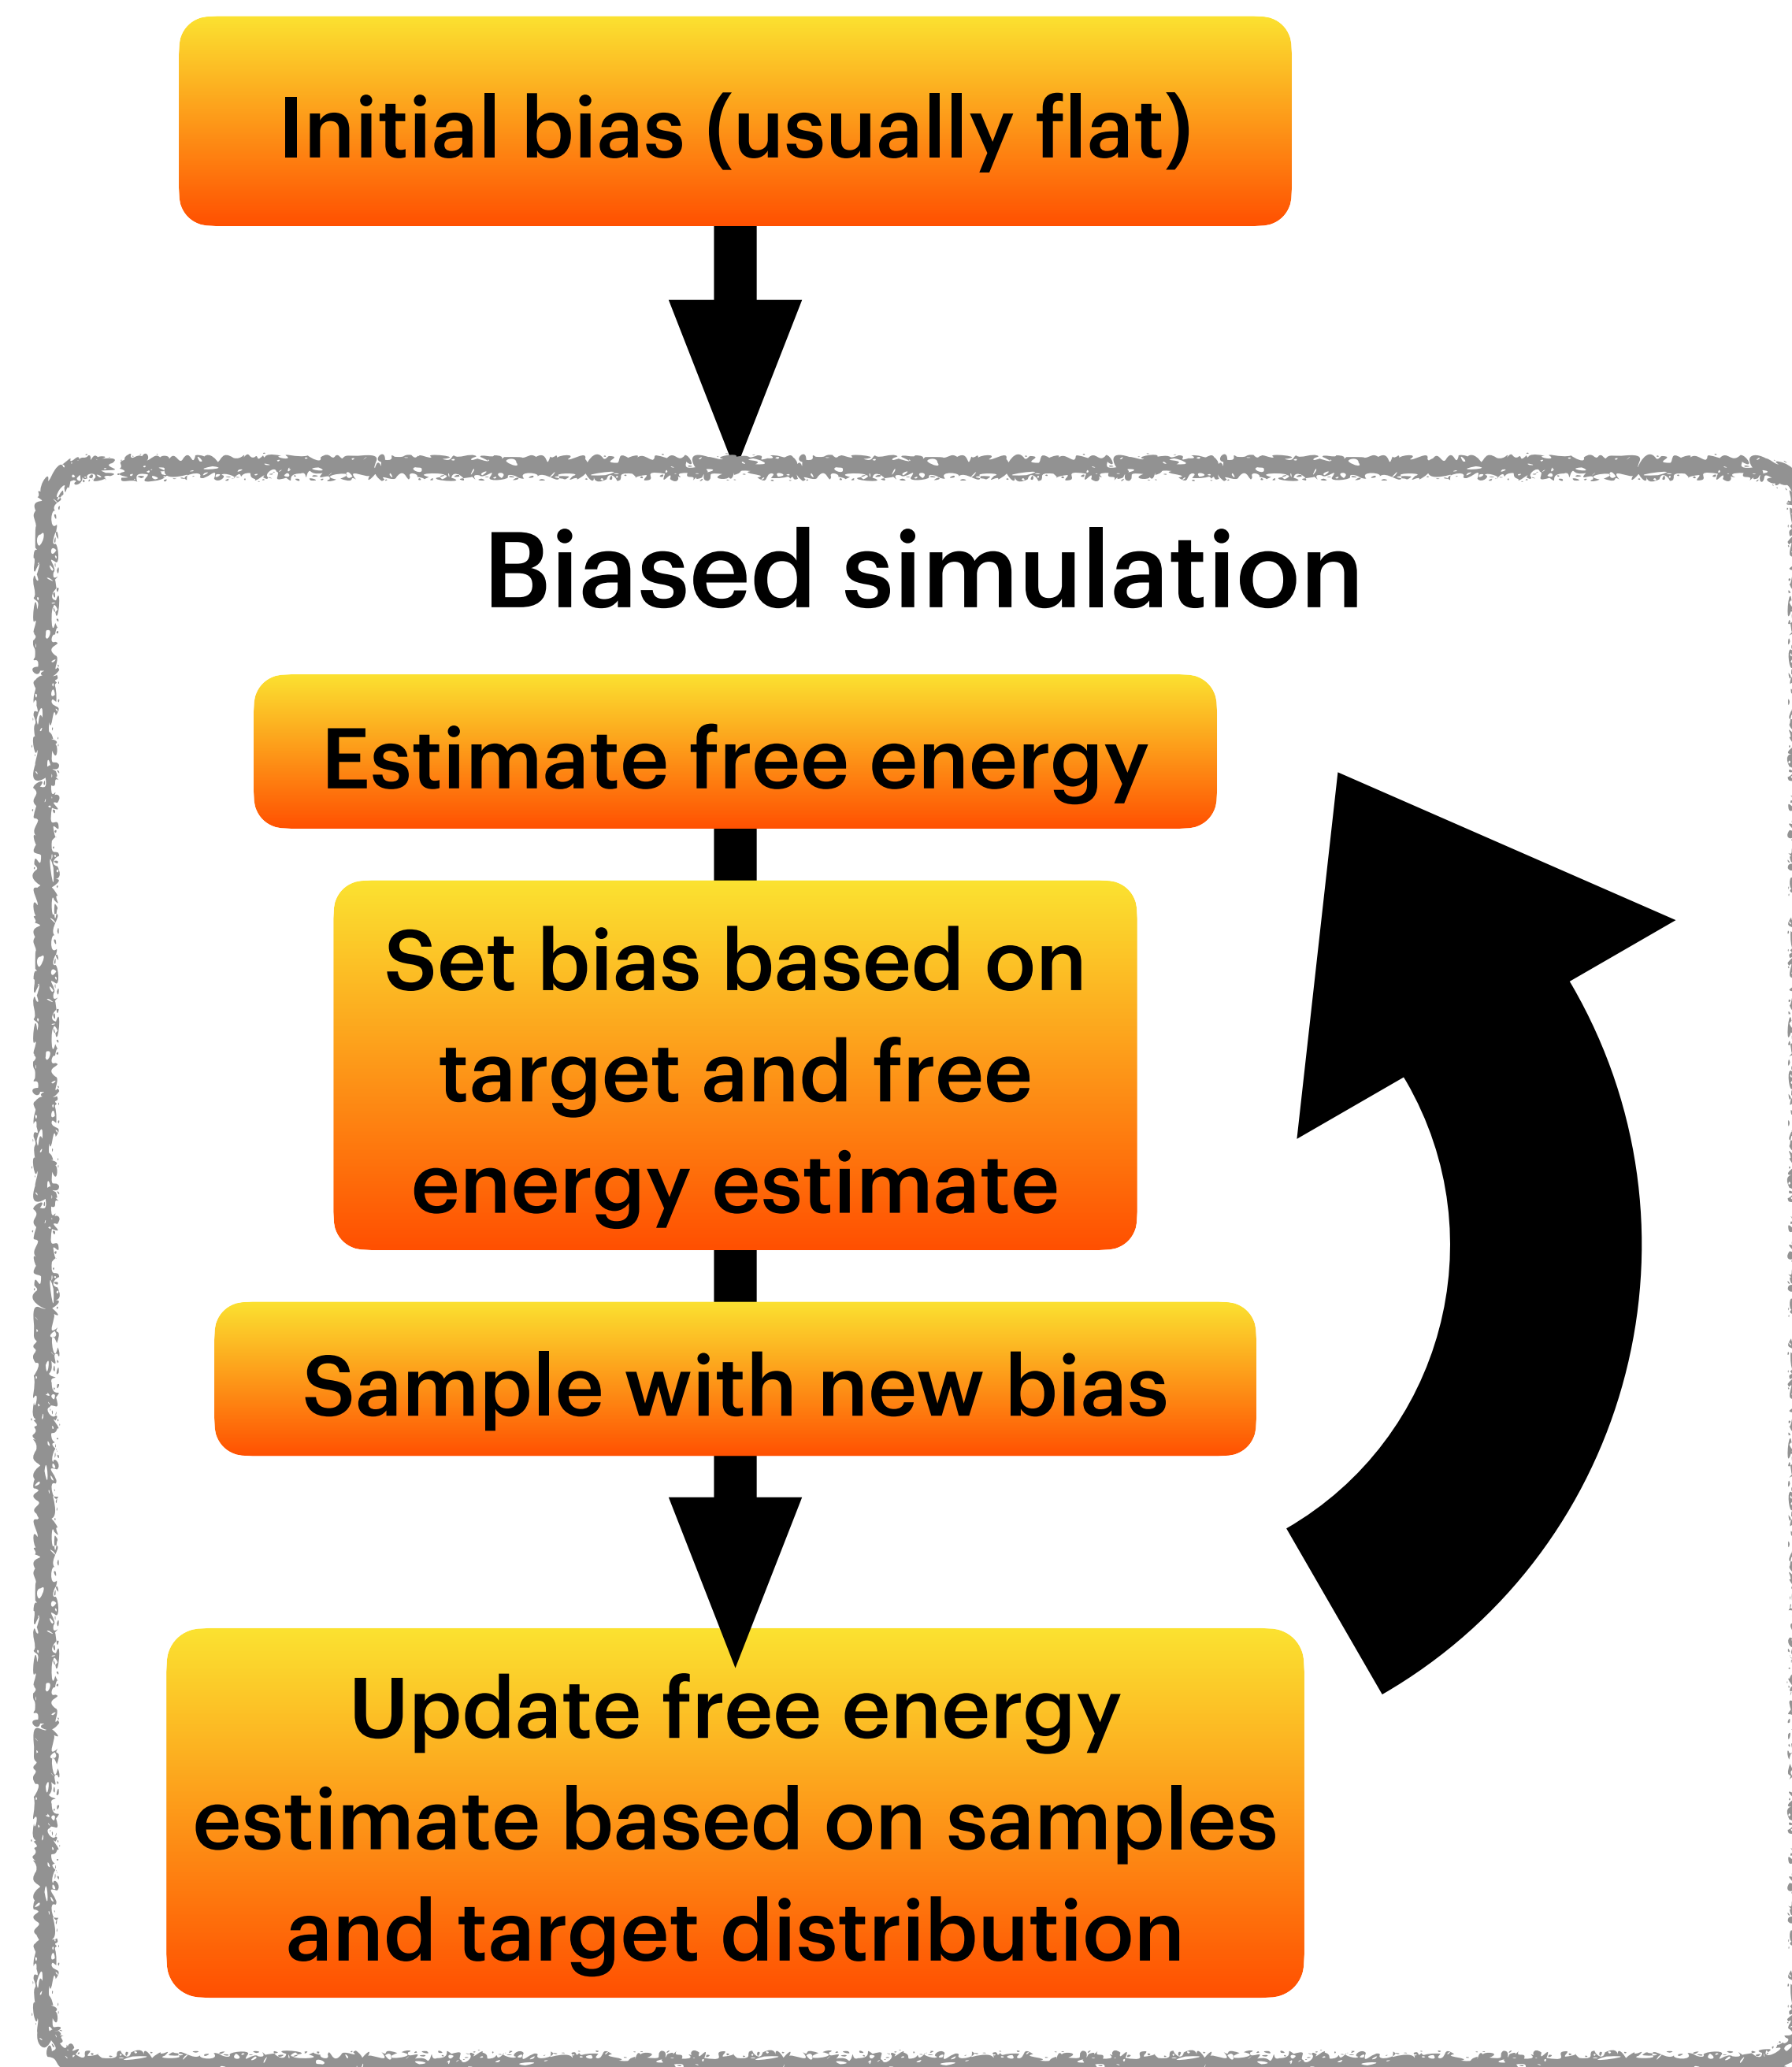 Initial bias (usually flat)
Biased simulation
Estimate free energy
Set bias based on
target and free
energy estimate
Sample with new bias
Update free energy
estimate based on samples
and target distribution